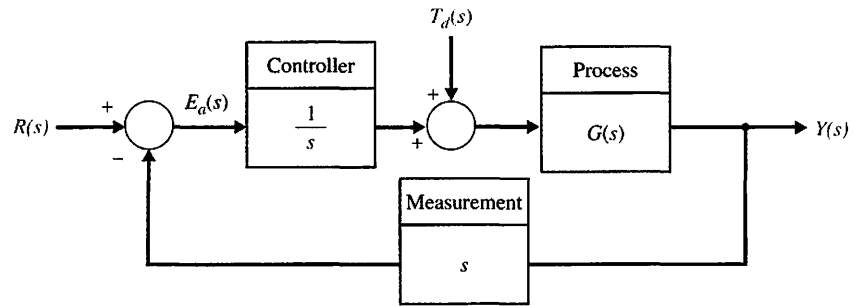 T_d(s)
Controller
Process
+
E_a(s)
+
R(s)
1
s
+
G(s)
Y(s)
−
Measurement
s